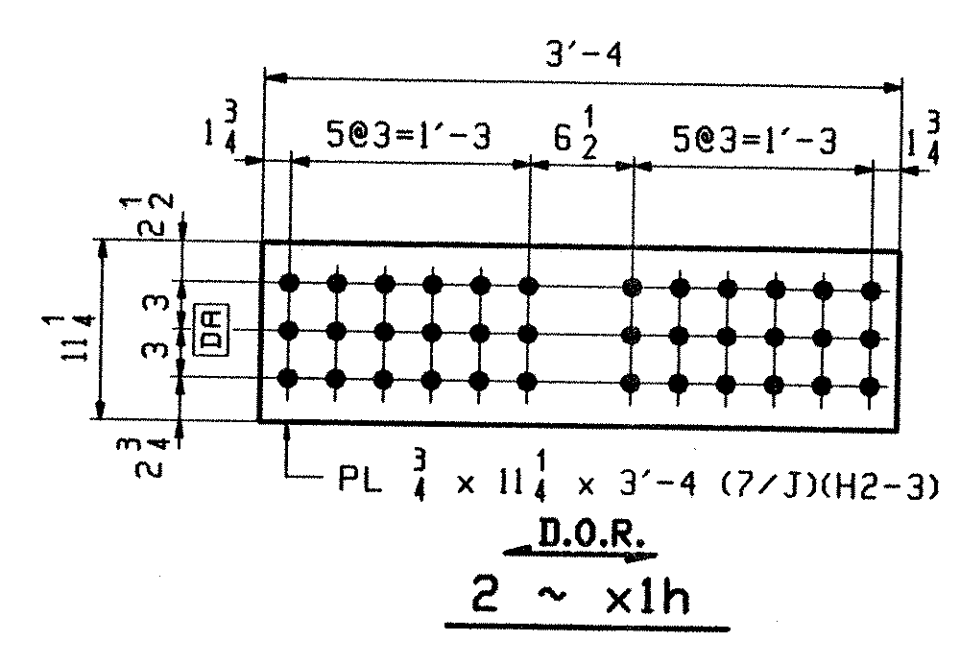 3'-4
1 3/4 5@3=1'-3 6 1/2 5@3=1'-3 1 3/4
2 1/2
3
3
2 3/4
11 1/4
DA
PL 3/4 x 11 1/4 x 3'-4 (7/J)(H2-3)
D.O.R.
2 ~ x1h